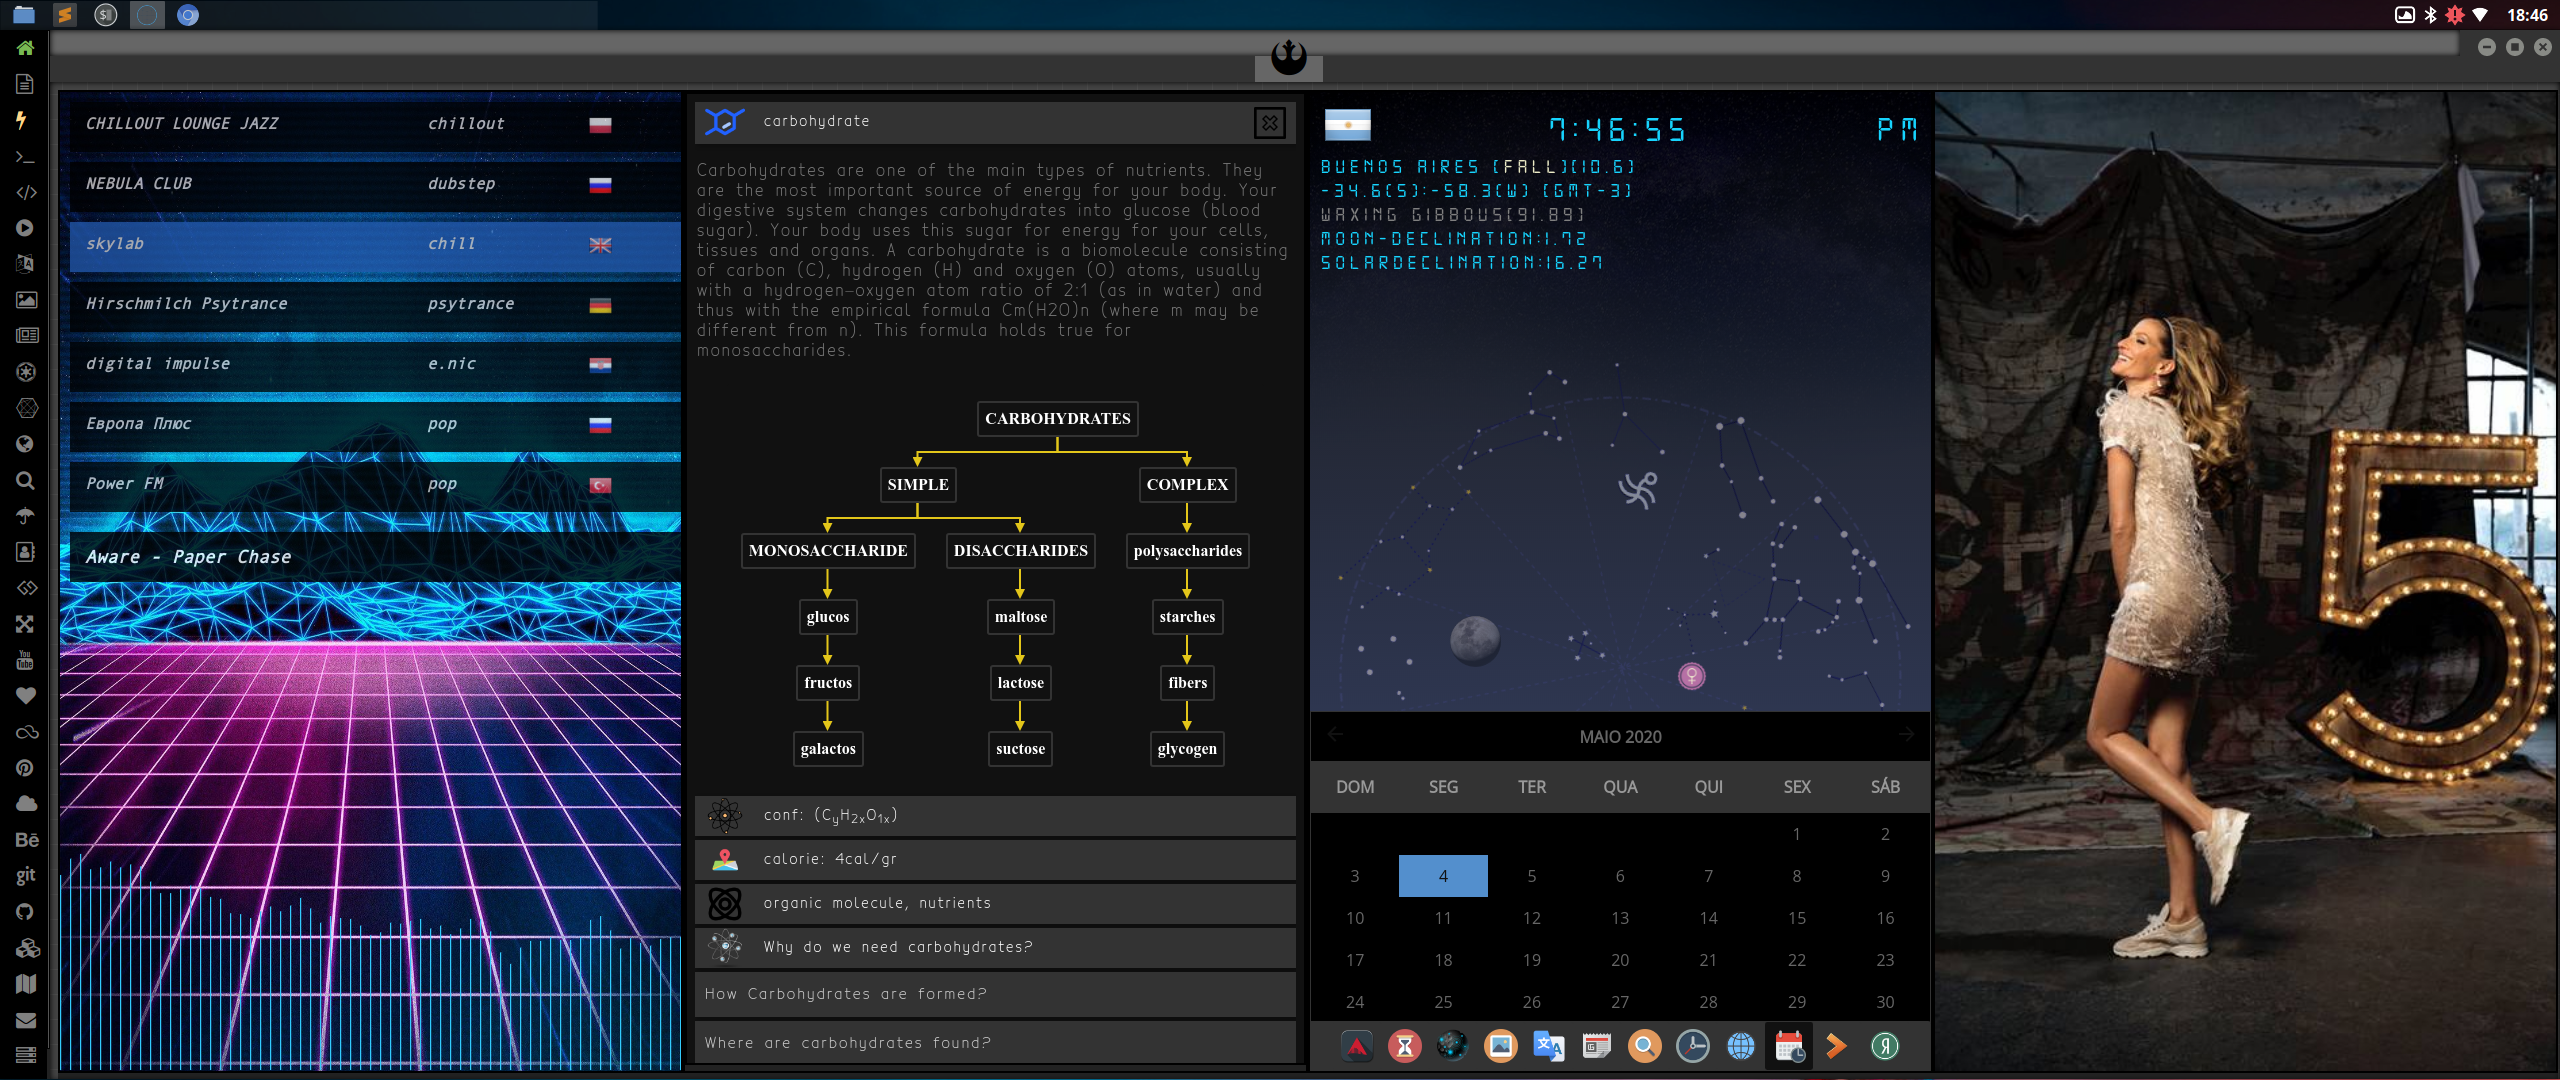 18:46
CHILLOUT LOUNGE JAZZ chillout
NEBULA CLUB dubstep
skylab chill
Hirschmilch Psytrance psytrance
digital impulse e.nic
Европа Плюс pop
Power FM pop
Aware - Paper Chase
You
Tube
Bē
git
carbohydrate
Carbohydrates are one of the main types of nutrients. They
are the most important source of energy for your body. Your
digestive system changes carbohydrates into glucose (blood
sugar). Your body uses this sugar for energy for your cells,
tissues and organs. A carbohydrate is a biomolecule consisting
of carbon (C), hydrogen (H) and oxygen (O) atoms, usually
with a hydrogen–oxygen atom ratio of 2:1 (as in water) and
thus with the empirical formula Cm(H2O)n (where m may be
different from n). This formula holds true for
monosaccharides.
CARBOHYDRATES
SIMPLE COMPLEX
MONOSACCHARIDE DISACCHARIDES polysaccharides
glucos maltose starches
fructos lactose fibers
galactos suctose glycogen
conf: (CyH2xO1x)
calorie: 4cal/gr
organic molecule, nutrients
Why do we need carbohydrates?
How Carbohydrates are formed?
Where are carbohydrates found?
7:46:55 PM
BUENOS AIRES (FALL)(10.6)
-34.6(S):-58.3(W) (GMT-3)
WAXING GIBBOUS(91.89)
MOON-DECLINATION:1.72
SOLARDECLINATION:16.27
MAIO 2020
DOM SEG TER QUA QUI SEX SÁB
1 2
3 4 5 6 7 8 9
10 11 12 13 14 15 16
17 18 19 20 21 22 23
24 25 26 27 28 29 30
Я
5